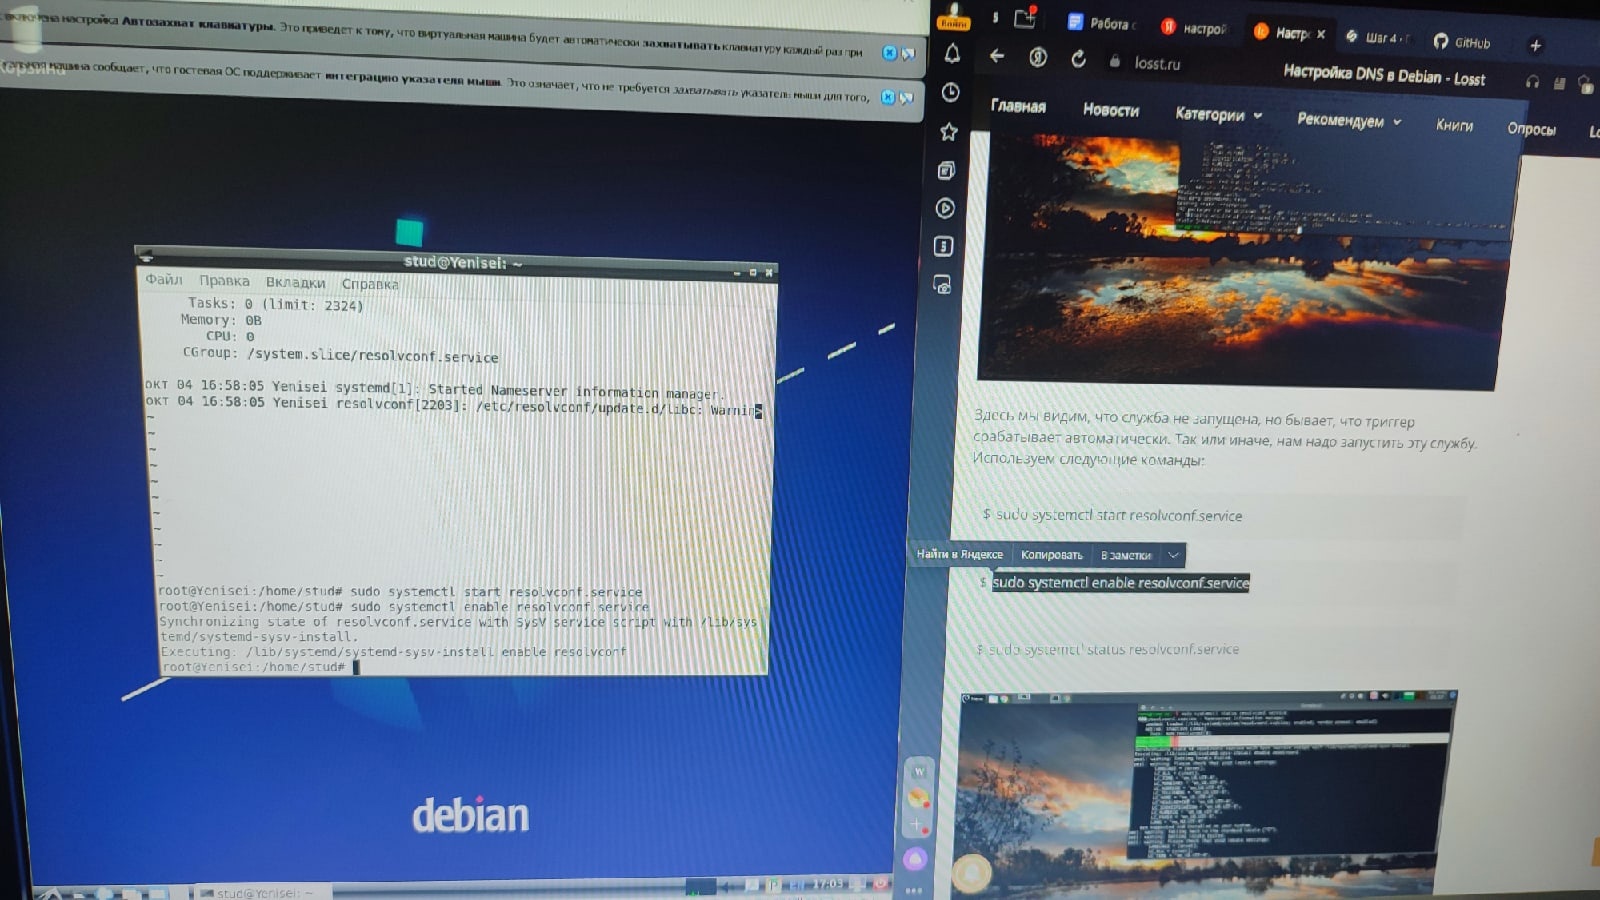 включена настройка Автозахват клавиатуры. Это приведет к тому, что виртуальная машина будет автоматически захватывать клавиатуру каждый раз при
машина сообщает, что гостевая ОС поддерживает интеграцию указателя мыши. Это означает, что не требуется захватывать указатель мыши для того,
Корзина
stud@Yenisei: ~
Файл Правка Вкладки Справка
Tasks: 0 (limit: 2324)
Memory: 0B
CPU: 0
CGroup: /system.slice/resolvconf.service
окт 04 16:58:05 Yenisei systemd[1]: Started Nameserver information manager.
окт 04 16:58:05 Yenisei resolvconf[2203]: /etc/resolvconf/update.d/libc: Warnin>
~
~
~
~
~
~
~
~
~
~
~
root@Yenisei:/home/stud# sudo systemctl start resolvconf.service
root@Yenisei:/home/stud# sudo systemctl enable resolvconf.service
Synchronizing state of resolvconf.service with SysV service script with /lib/sys
temd/systemd-sysv-install.
Executing: /lib/systemd/systemd-sysv-install enable resolvconf
root@Yenisei:/home/stud#
debian
stud@Yenisei: ~
17:03
Войти
5
Работа с
настрой
Настр
Шаг 4
GitHub
losst.ru
Настройка DNS в Debian - Losst
Главная Новости Категории Рекомендуем Книги Опросы
Здесь мы видим, что служба не запущена, но бывает, что триггер
срабатывает автоматически. Так или иначе, нам надо запустить эту службу.
Используем следующие команды:
$ sudo systemctl start resolvconf.service
Найти в Яндексе Копировать В заметки
$ sudo systemctl enable resolvconf.service
$ sudo systemctl status resolvconf.service